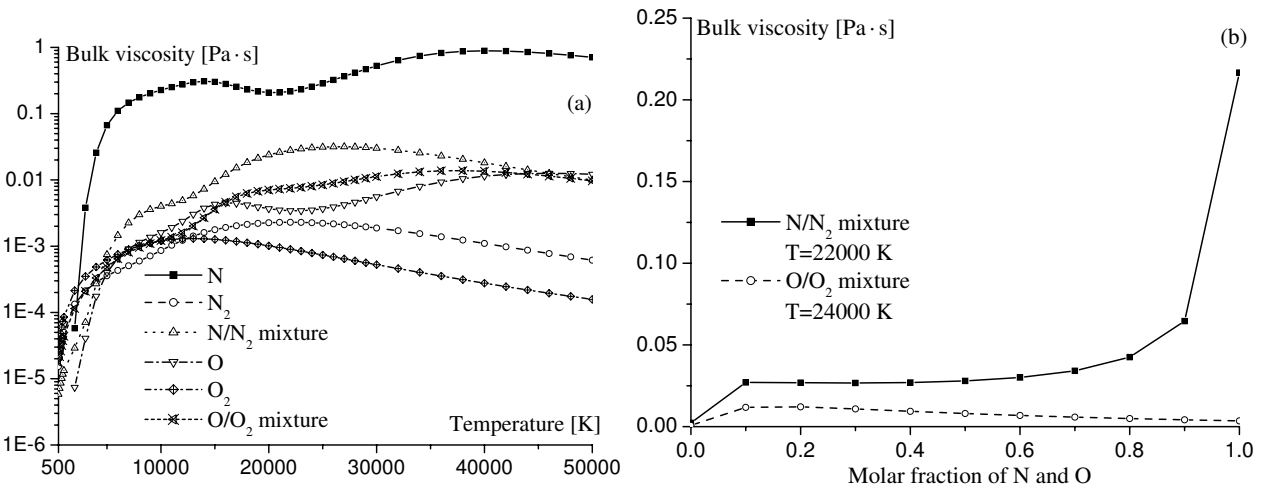 Bulk viscosity [Pa·s]
1
(a)
0.1
0.01
1E-3
1E-4
1E-5
1E-6
N
N2
N/N2 mixture
O
O2
O/O2 mixture
Temperature [K]
500 10000 20000 30000 40000 50000
Bulk viscosity [Pa·s]
(b)
0.25
0.20
0.15
0.10
0.05
0.00
N/N2 mixture
T=22000 K
O/O2 mixture
T=24000 K
0.0 0.2 0.4 0.6 0.8 1.0
Molar fraction of N and O